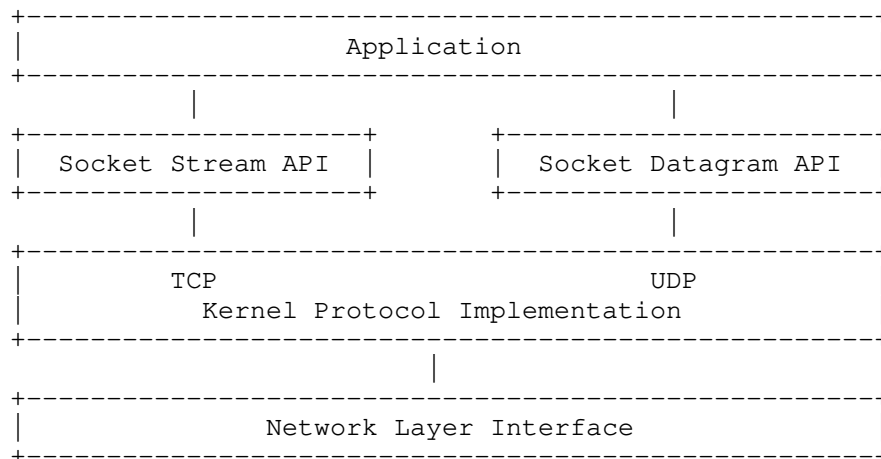 Application
Socket Stream API Socket Datagram API
TCP UDP
Kernel Protocol Implementation
Network Layer Interface